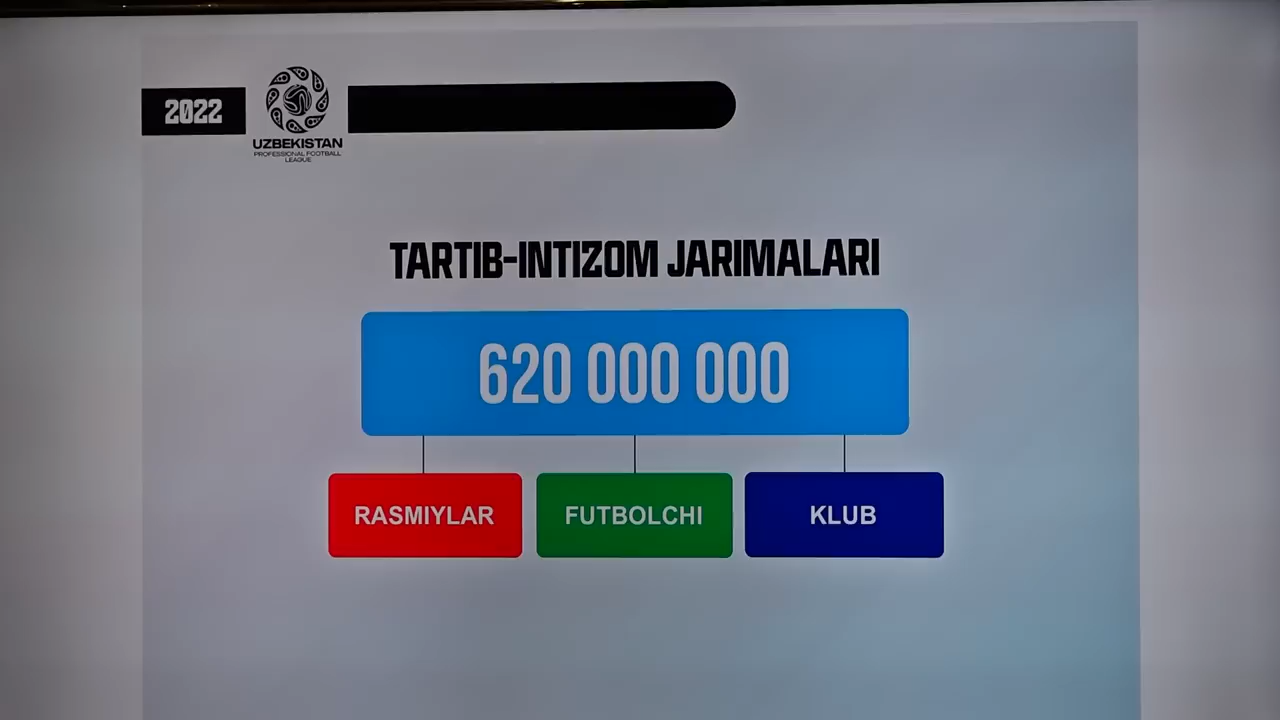 2022
UZBEKISTAN
PROFESSIONAL FOOTBALL
LEAGUE
TARTIB-INTIZOM JARIMALARI
620 000 000
RASMIYLAR
FUTBOLCHI
KLUB